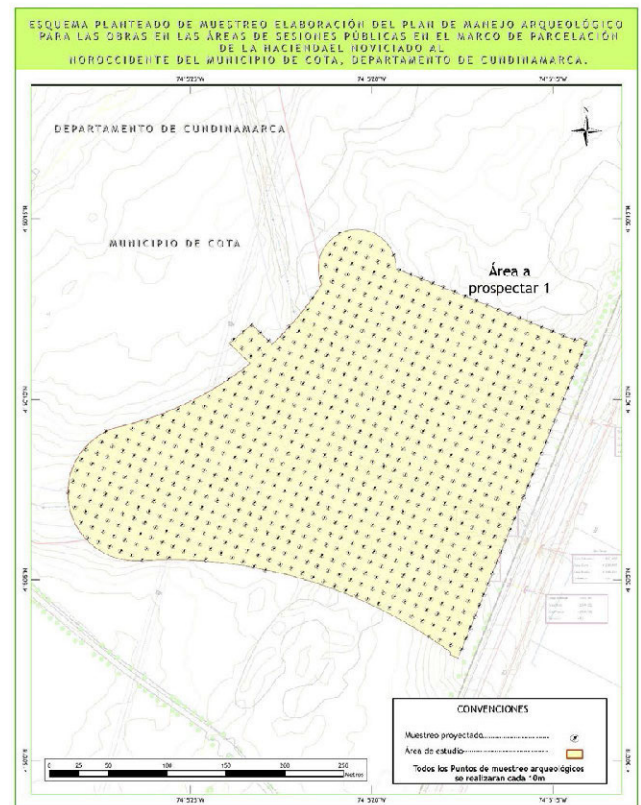 ESQUEMA PLANTEADO DE MUESTREO ELABORACIÓN DEL PLAN DE MANEJO ARQUEOLÓGICO
PARA LAS OBRAS EN LAS ÁREAS DE SESIONES PÚBLICAS EN EL MARCO DE PARCELACIÓN
DE LA HACIENDAEL NOVICIADO AL
NOROCCIDENTE DEL MUNICIPIO DE COTA, DEPARTAMENTO DE CUNDINAMARCA.
DEPARTAMENTO DE CUNDINAMARCA
N
MUNICIPIO DE COTA
Área a
prospectar 1
CONVENCIONES
Muestreo proyectado
Área de estudio
Todos los Puntos de muestreo arqueológicos
se realizaran cada 10m
0 25 50 100 150 200 250
Metros